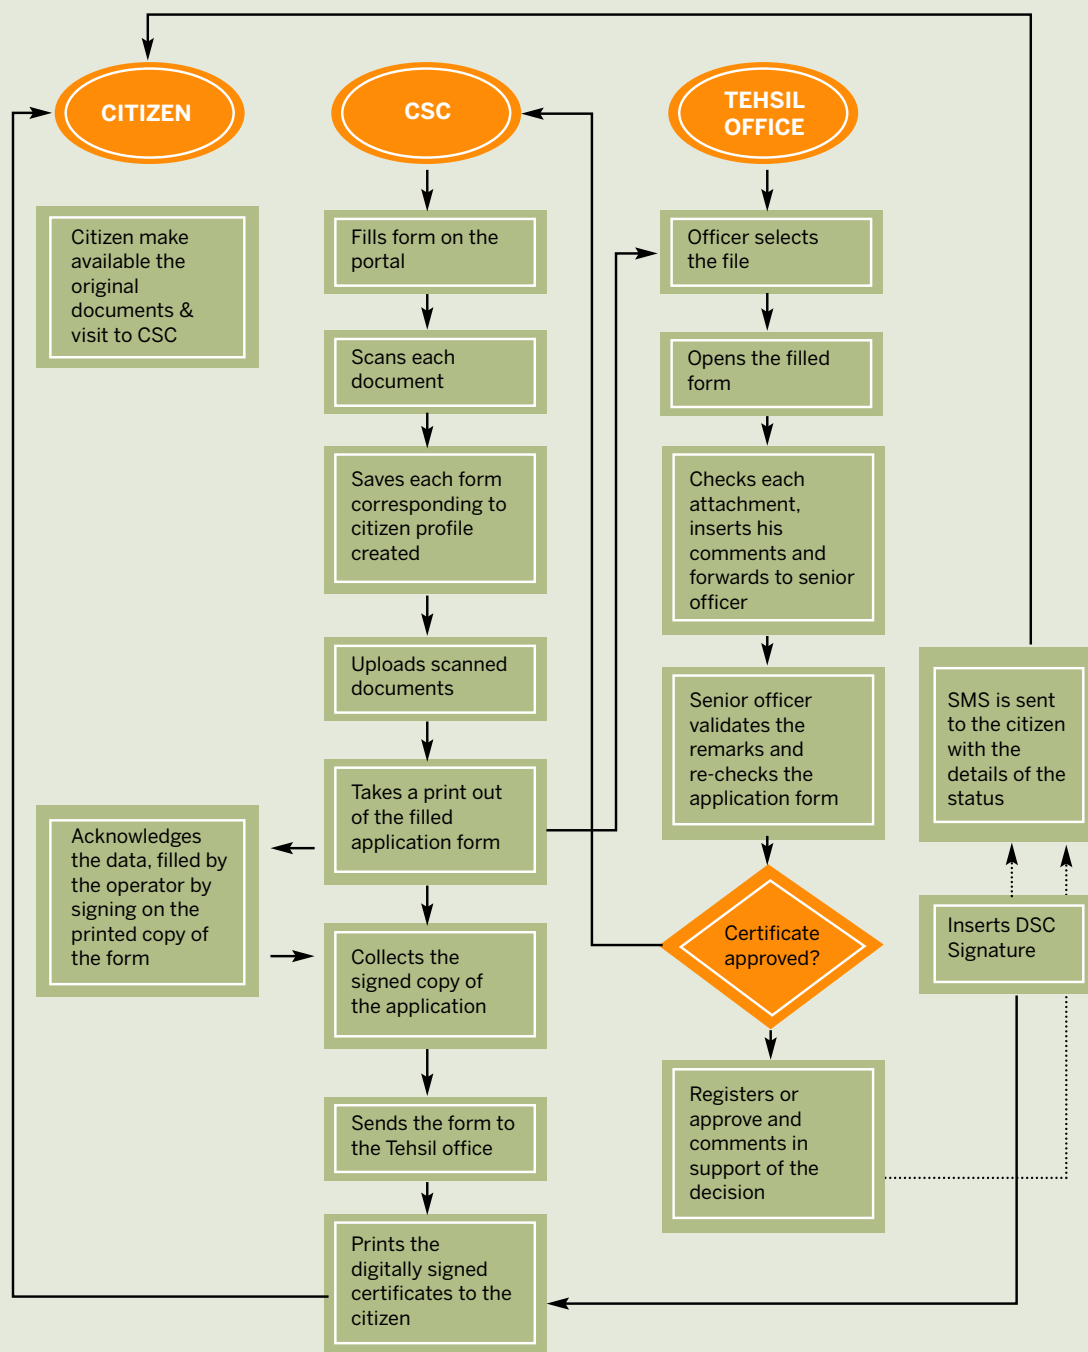 CITIZEN
CSC
TEHSIL
OFFICE
Citizen make
available the
original
documents &
visit to CSC
Fills form on the
portal
Scans each
document
Saves each form
corresponding to
citizen profile
created
Uploads scanned
documents
Takes a print out
of the filled
application form
Acknowledges
the data, filled by
the operator by
signing on the
printed copy of
the form
Collects the
signed copy of
the application
Sends the form to
the Tehsil office
Prints the
digitally signed
certificates to the
citizen
Officer selects
the file
Opens the filled
form
Checks each
attachment,
inserts his
comments and
forwards to senior
officer
Senior officer
validates the
remarks and
re-checks the
application form
Certificate
approved?
Registers or
approve and
comments in
support of the
decision
SMS is sent
to the citizen
with the
details of the
status
Inserts DSC
Signature